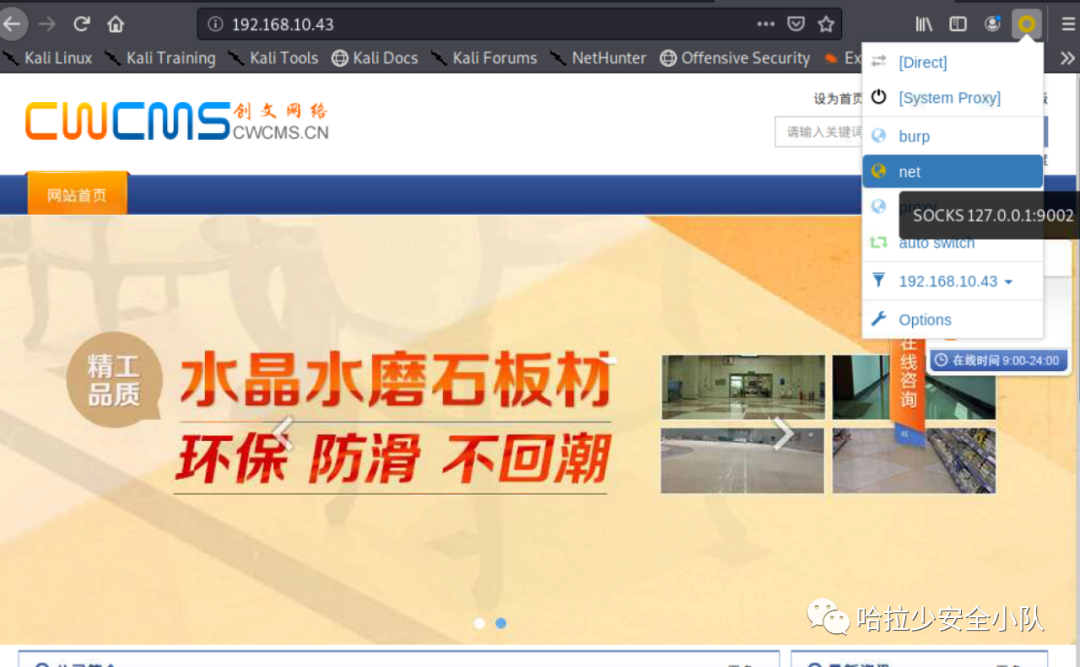 192.168.10.43
Kali Linux
Kali Training
Kali Tools
Kali Docs
Kali Forums
NetHunter
Offensive Security
Ex
[Direct]
[System Proxy]
burp
net
proxy
SOCKS 127.0.0.1:9002
auto switch
192.168.10.43
Options
CWCMS 创文网络
CWCMS.CN
设为首页
请输入关键词
网站首页
精工
品质
水晶水磨石板材
环保 防滑 不回潮
在线咨询
«
在线时间 9:00-24:00
哈拉少安全小队